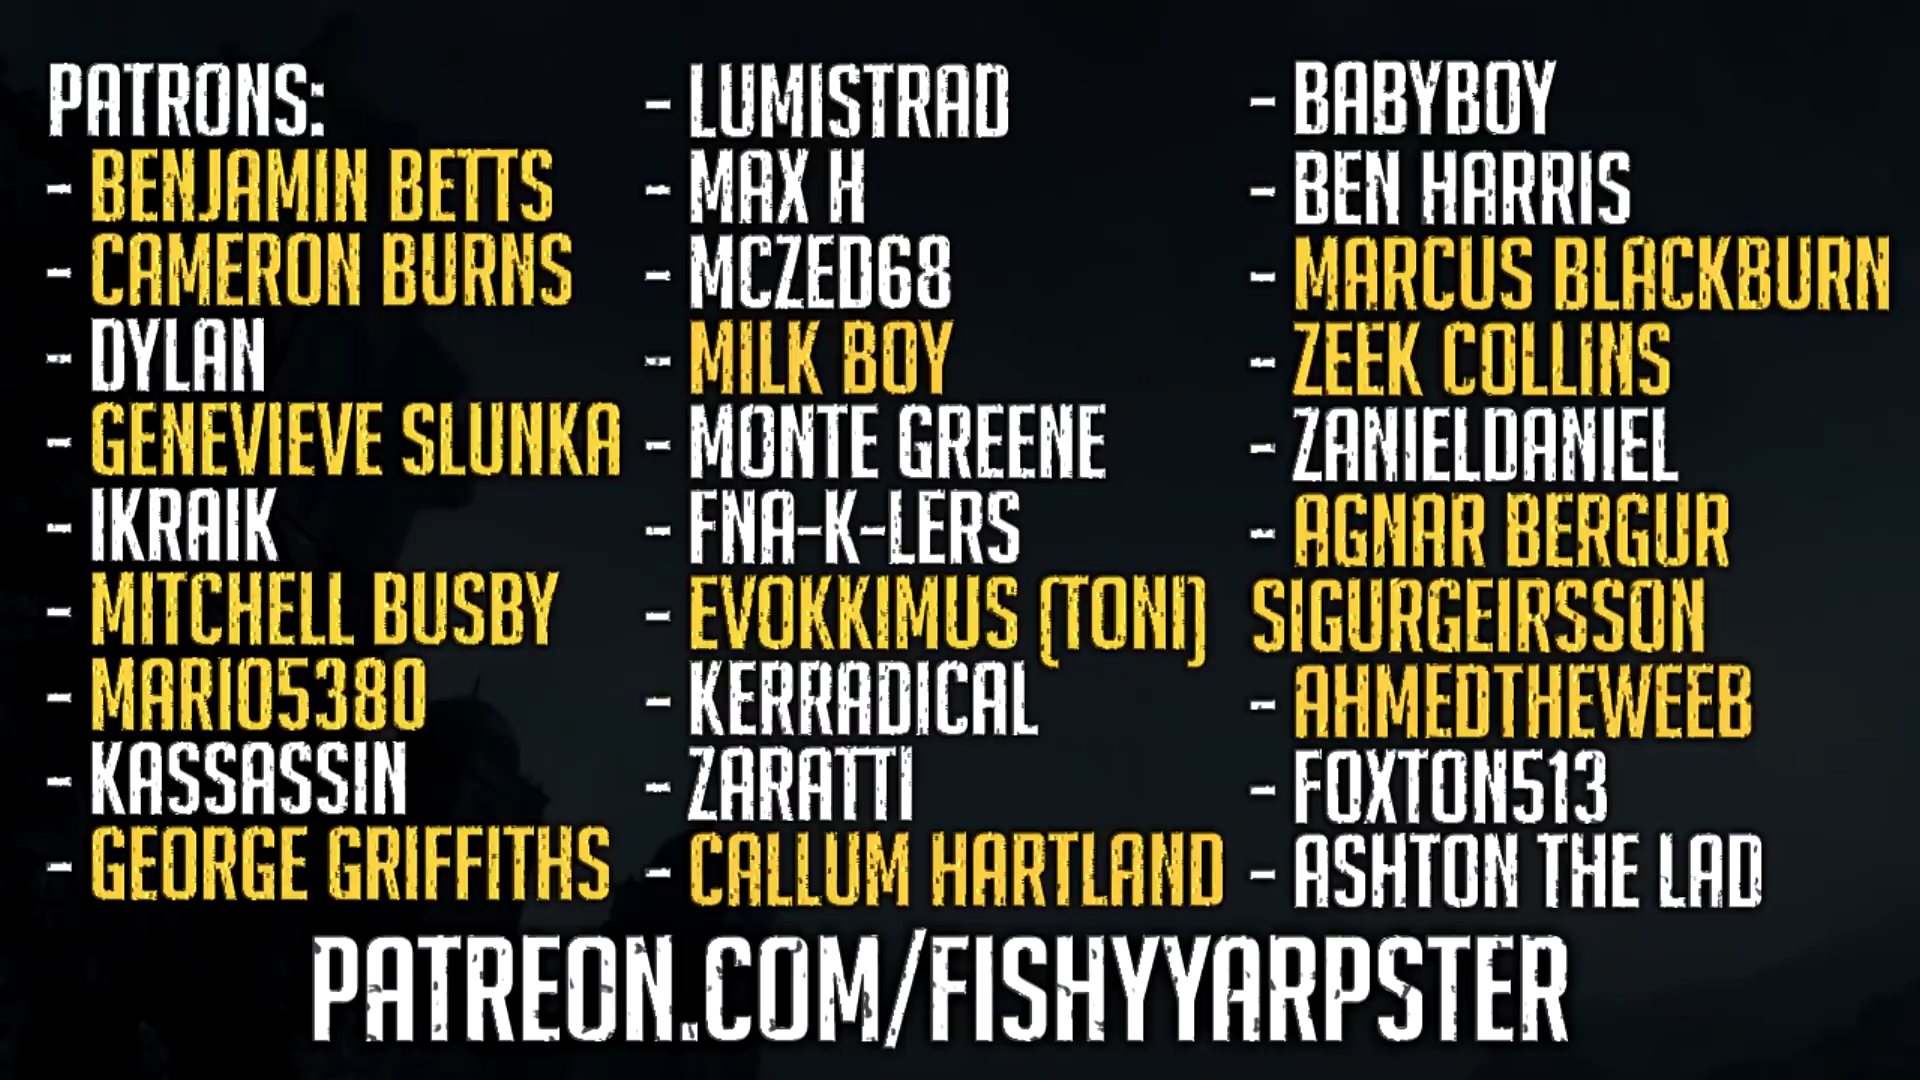 PATRONS:
- BENJAMIN BETTS
- CAMERON BURNS
- DYLAN
- GENEVIEVE SLUNKA
- IKRAIK
- MITCHELL BUSBY
- MARIO5380
- KASSASSIN
- GEORGE GRIFFITHS
- LUMISTRAD
- MAX H
- MCZED68
- MILK BOY
- MONTE GREENE
- FNA-K-LERS
- EVOKKIMUS (TONI)
- KERRADICAL
- ZARATTI
- CALLUM HARTLAND
- BABYBOY
- BEN HARRIS
- MARCUS BLACKBURN
- ZEEK COLLINS
- ZANIELDANIEL
- AGNAR BERGUR
SIGURGEIRSSON
- AHMEDTHEWEEB
- FOXTON513
- ASHTON THE LAD
PATREON.COM/FISHYYARPSTER